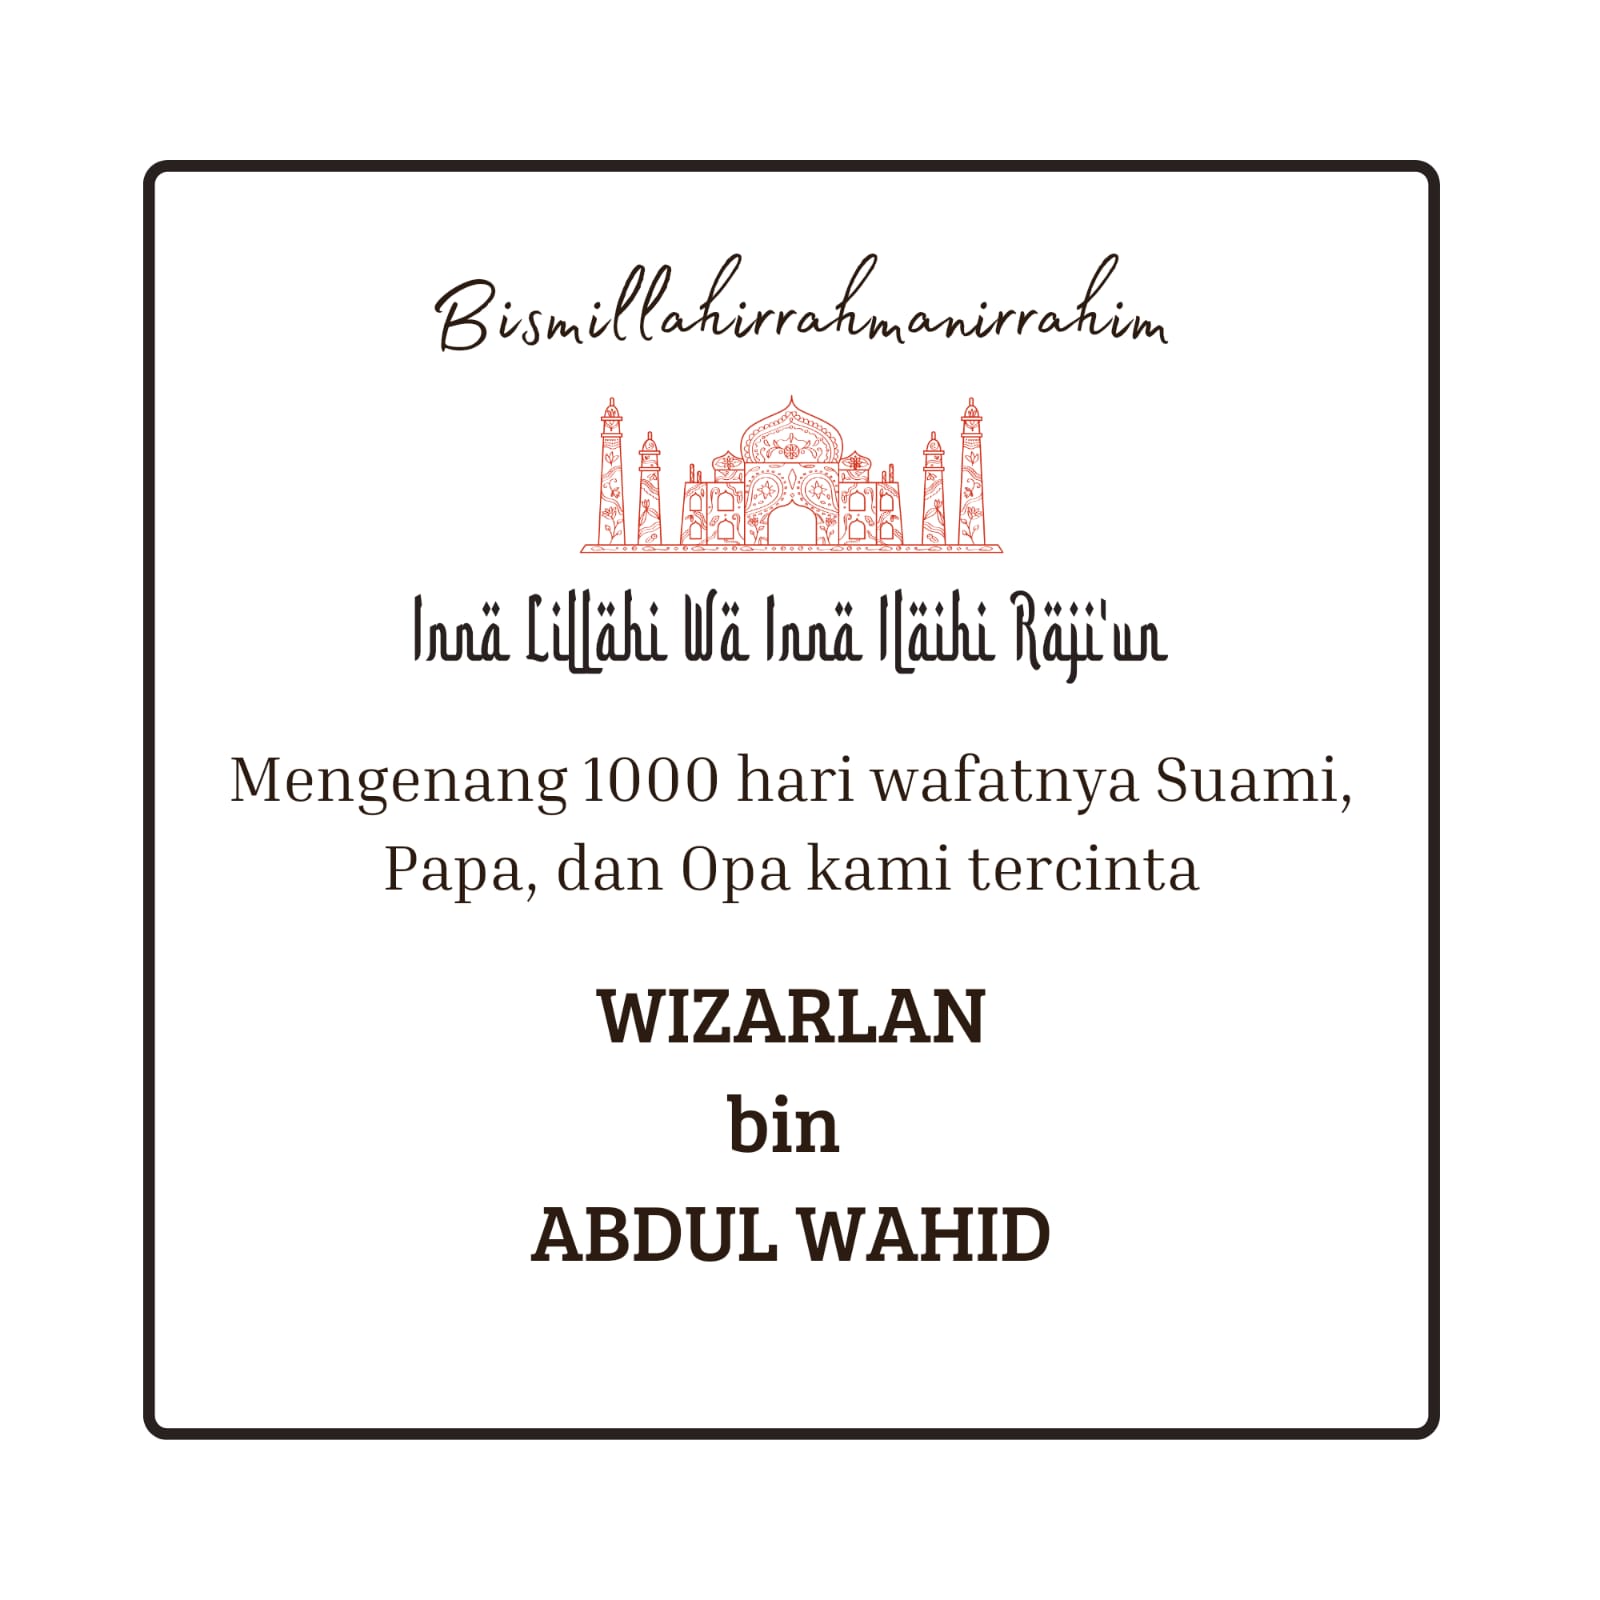 Bismillahirrahmanirrahim
Innä Lillähi Wä Innä Iläihi Räji'un
Mengenang 1000 hari wafatnya Suami,
Papa, dan Opa kami tercinta
WIZARLAN
bin
ABDUL WAHID